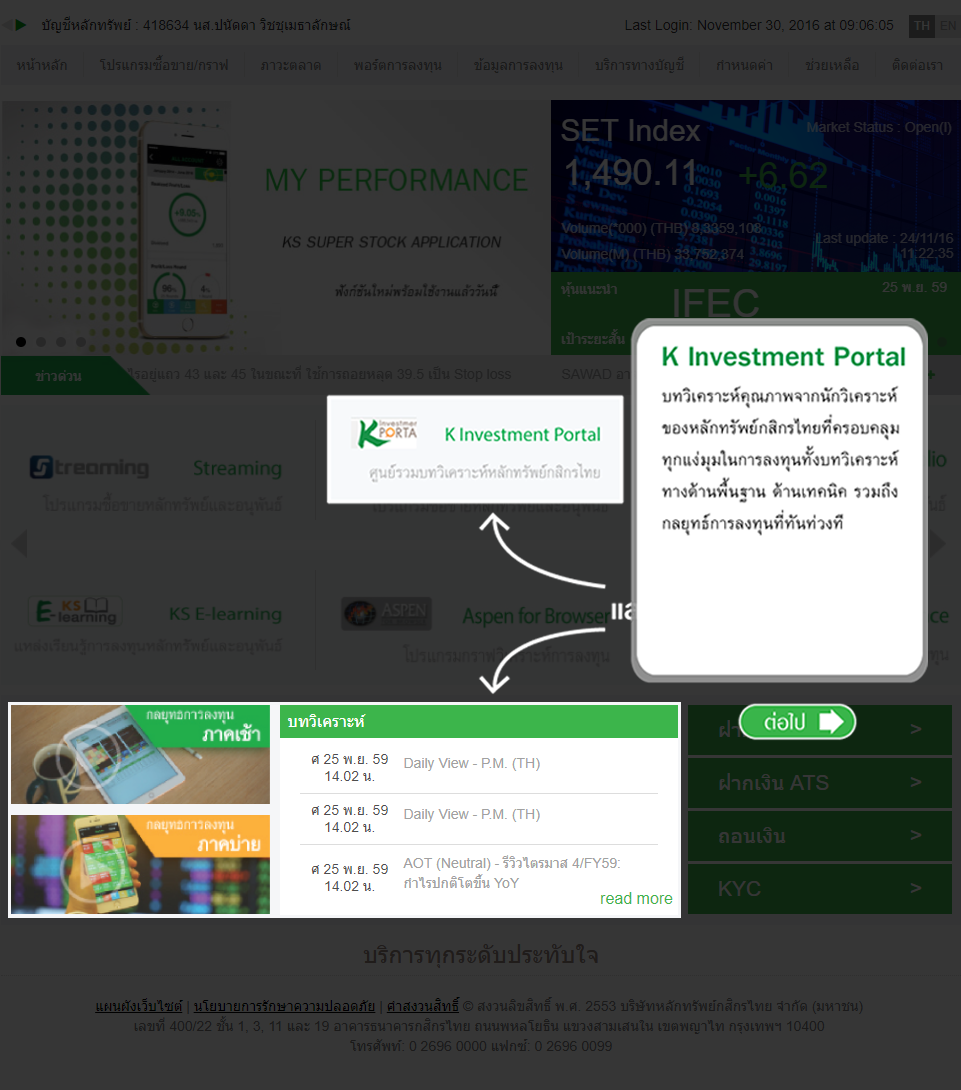 บัญชีหลักทรัพย์ : 418634 นส.ปนัดดา วิชชุเมธาลักษณ์
Last Login: November 30, 2016 at 09:06:05
TH EN
หน้าหลัก โปรแกรมซื้อขาย/กราฟ ภาวะตลาด พอร์ตการลงทุน ข้อมูลการลงทุน บริการทางบัญชี กำหนดค่า ช่วยเหลือ ติดต่อเรา
MY PERFORMANCE
KS SUPER STOCK APPLICATION
ฟังก์ชันใหม่พร้อมใช้งานแล้ววันนี้
SET Index
Market Status : Open(I)
1,490.11 +6.62
Volume(*000) (THB) 8,3359,108
Volume(M) (THB) 33,752,374
Last update : 24/11/16
11:22:35
หุ้นแนะนำ
IFEC
25 พ.ย. 59
เป้าระยะสั้น
ข่าวด่วน
รอยู่แถว 43 และ 45 ในขณะที่ ใช้การถอยหลุด 39.5 เป็น Stop loss
SAWAD
K Investment Portal
บทวิเคราะห์คุณภาพจากนักวิเคราะห์
ของหลักทรัพย์กสิกรไทยที่ครอบคลุม
ทุกแง่มุมในการลงทุนทั้งบทวิเคราะห์
ทางด้านพื้นฐาน ด้านเทคนิค รวมถึง
กลยุทธ์การลงทุนที่ทันท่วงที
K Investment Portal
ศูนย์รวมบทวิเคราะห์หลักทรัพย์กสิกรไทย
Streaming
Streaming
โปรแกรมซื้อขายหลักทรัพย์และอนุพันธ์
KS E-learning
KS E-learning
แหล่งเรียนรู้การลงทุนหลักทรัพย์และอนุพันธ์
ASPEN
Aspen for Browser
โปรแกรมกราฟวิเคราะห์การลงทุน
ต่อไป
กลยุทธ์การลงทุน
ภาคเช้า
กลยุทธ์การลงทุน
ภาคบ่าย
บทวิเคราะห์
ศ 25 พ.ย. 59
14.02 น.
Daily View - P.M. (TH)
ศ 25 พ.ย. 59
14.02 น.
Daily View - P.M. (TH)
ศ 25 พ.ย. 59
14.02 น.
AOT (Neutral) - รีวิวไตรมาส 4/FY59:
กำไรปกติโตขึ้น YoY
read more
>
ฝากเงิน ATS >
ถอนเงิน >
KYC >
บริการทุกระดับประทับใจ
แผนผังเว็บไซต์ | นโยบายการรักษาความปลอดภัย | คำสงวนสิทธิ์ © สงวนลิขสิทธิ์ พ.ศ. 2553 บริษัทหลักทรัพย์กสิกรไทย จำกัด (มหาชน)
เลขที่ 400/22 ชั้น 1, 3, 11 และ 19 อาคารธนาคารกสิกรไทย ถนนพหลโยธิน แขวงสามเสนใน เขตพญาไท กรุงเทพฯ 10400
โทรศัพท์: 0 2696 0000 แฟกซ์: 0 2696 0099